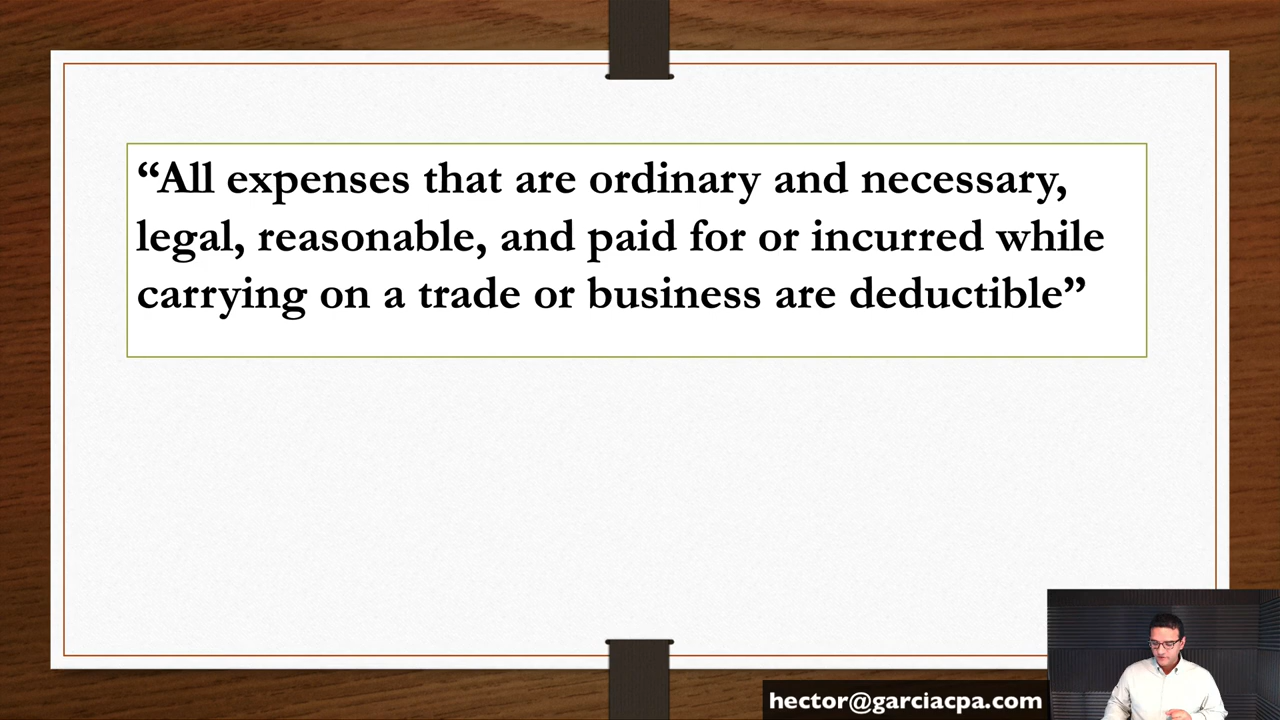 “All expenses that are ordinary and necessary,
legal, reasonable, and paid for or incurred while
carrying on a trade or business are deductible”
hector@garciacpa.com